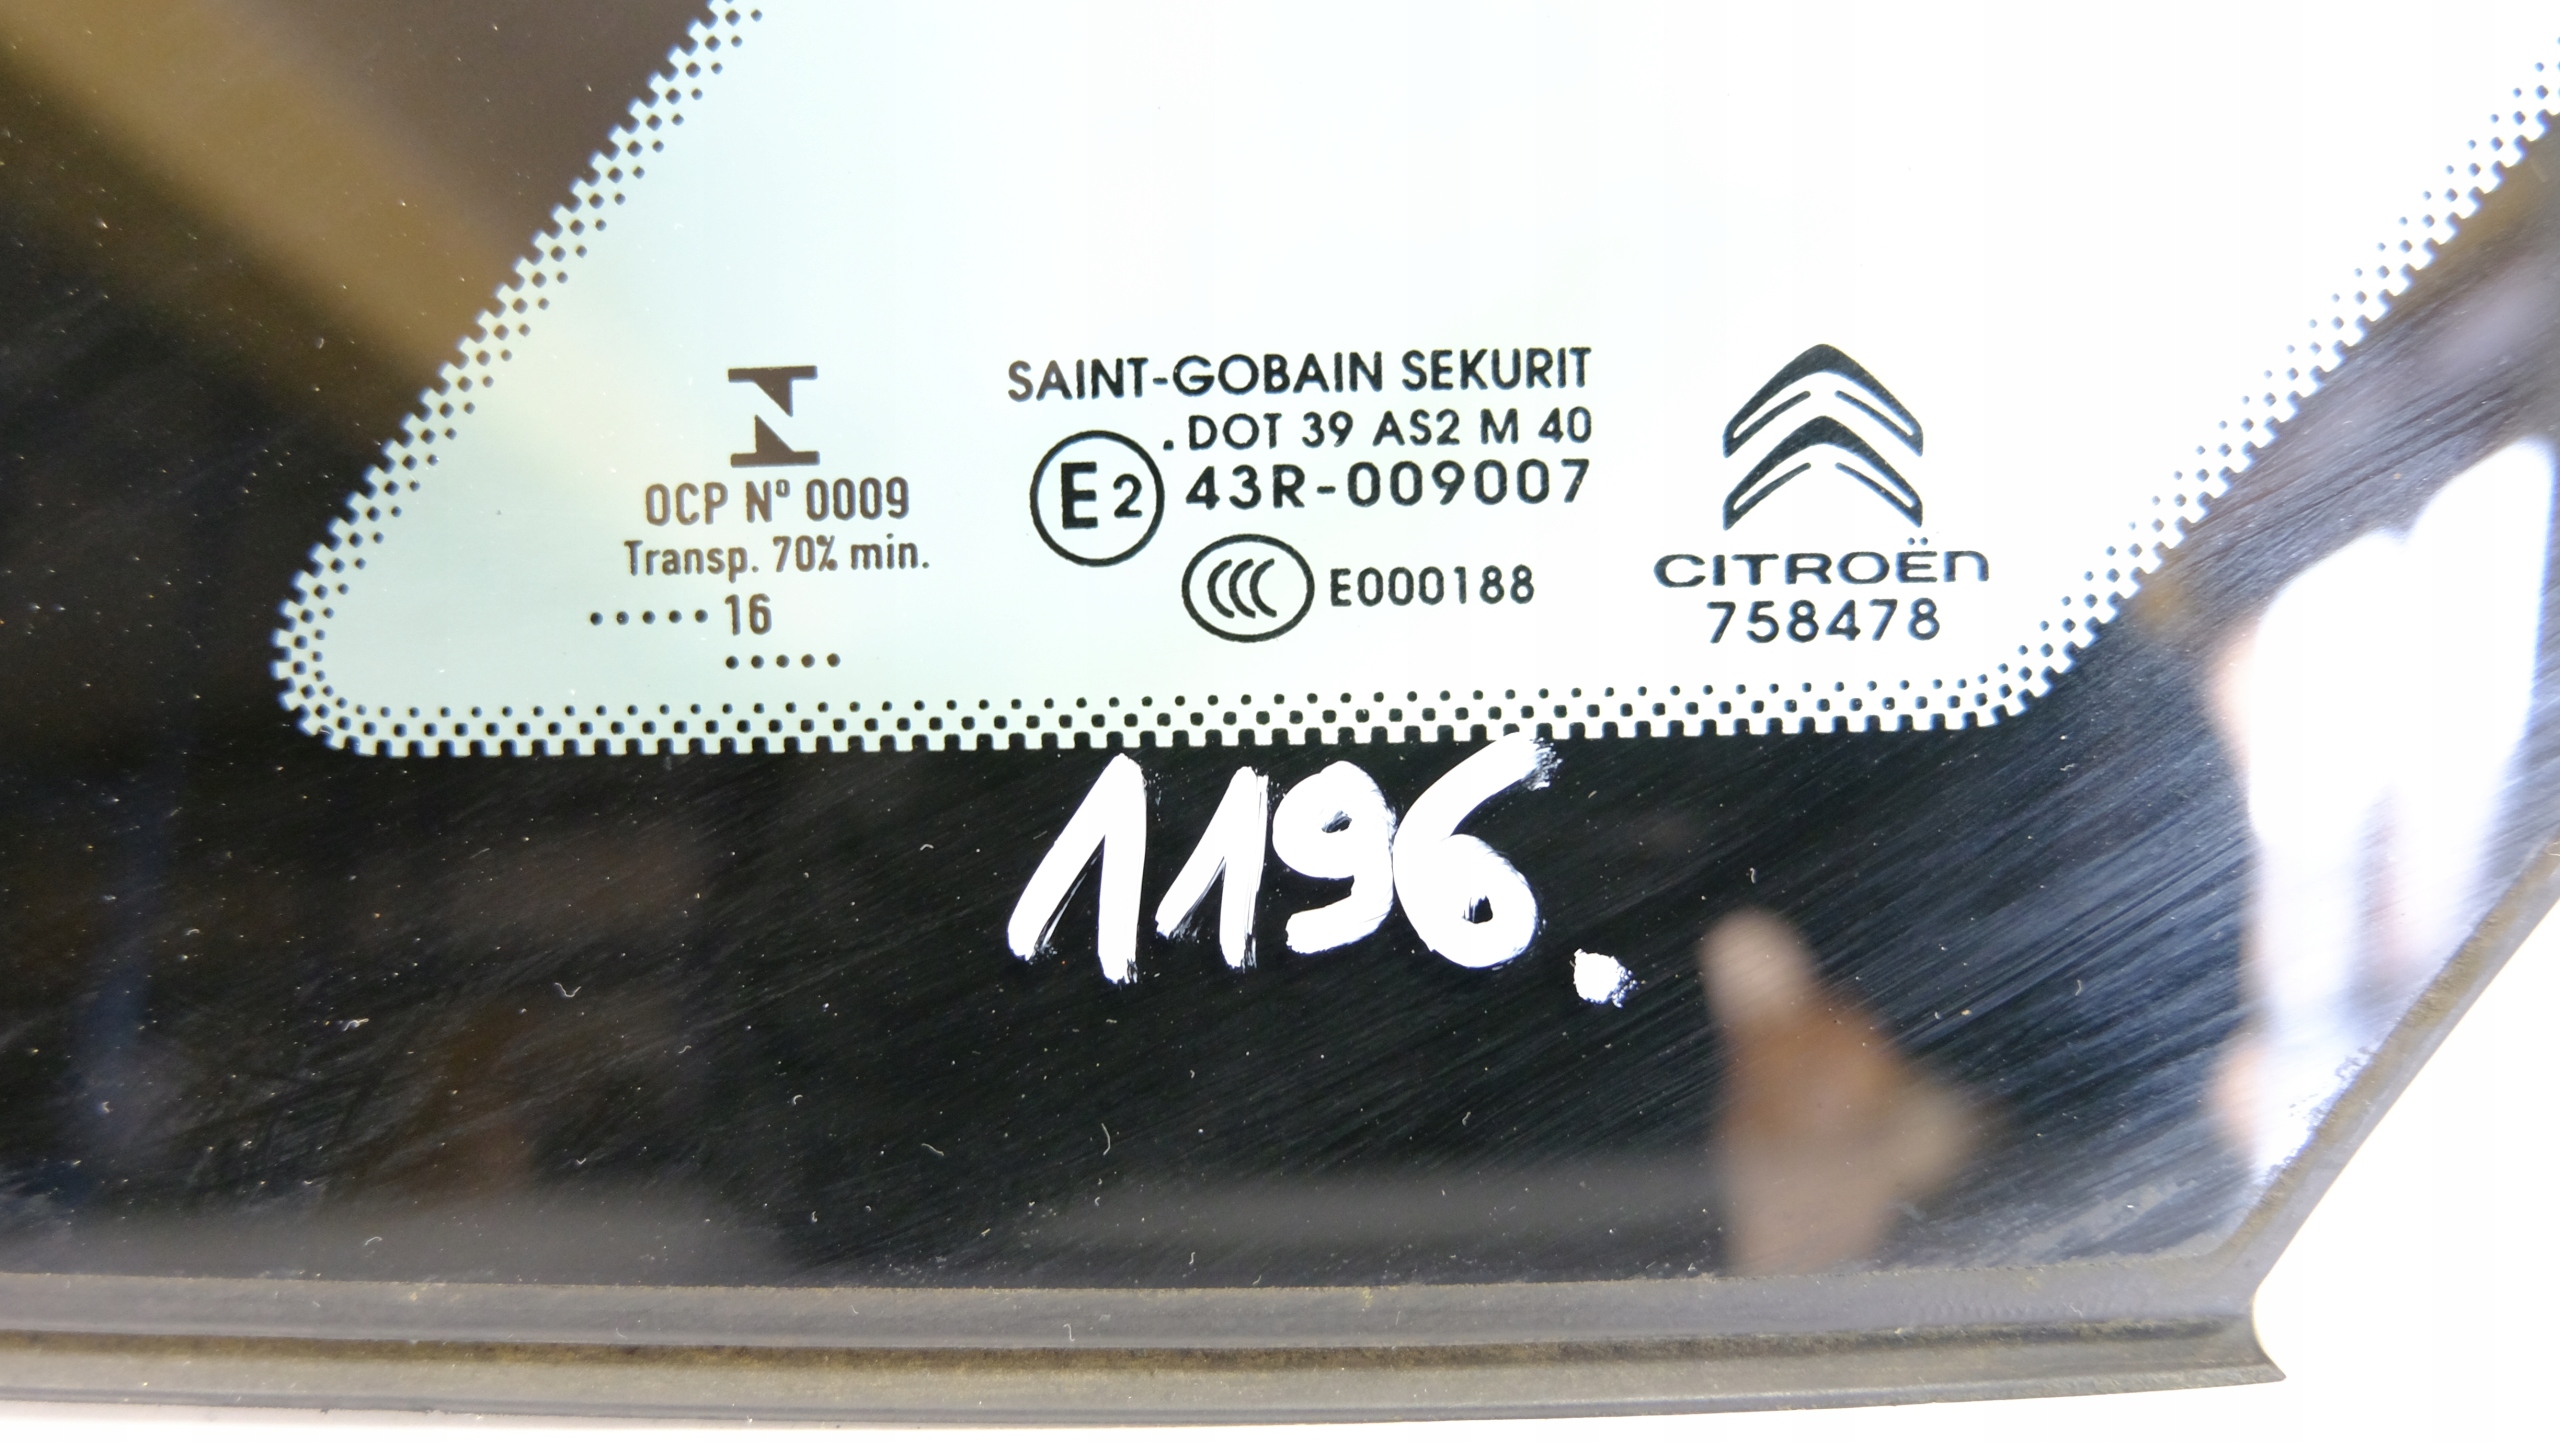 OCP Nº 0009
Transp. 70% min.
•••••16
•••••
SAINT-GOBAIN SEKURIT
.DOT 39 AS2 M 40
E2 43R-009007
CCC E000188
CITROËN
758478
1196.